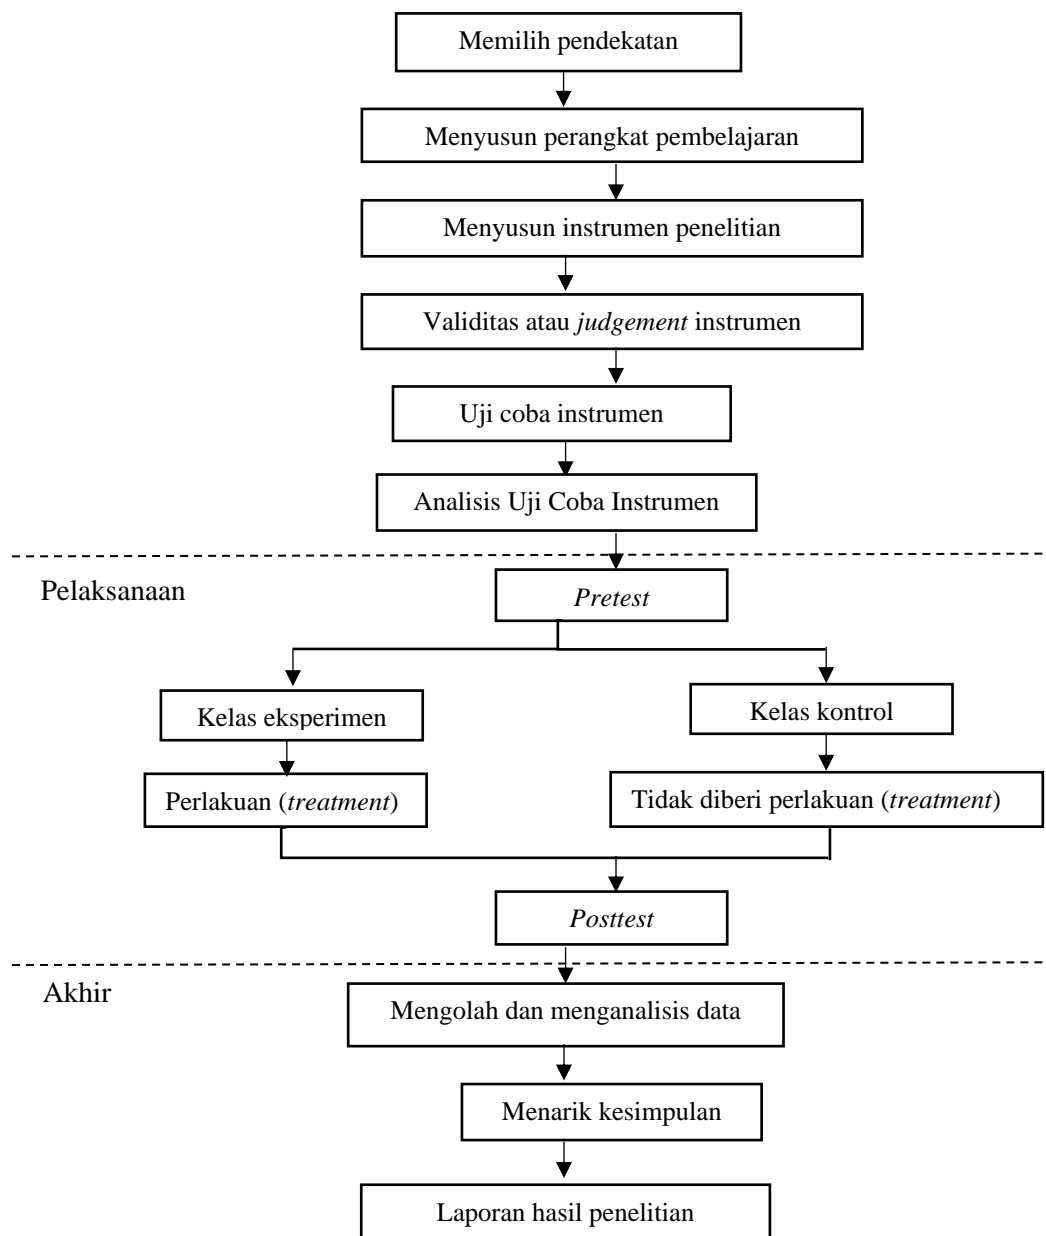 Memilih pendekatan
Menyusun perangkat pembelajaran
Menyusun instrumen penelitian
Validitas atau judgement instrumen
Uji coba instrumen
Analisis Uji Coba Instrumen
Pelaksanaan
Pretest
Kelas eksperimen
Kelas kontrol
Perlakuan (treatment)
Tidak diberi perlakuan (treatment)
Posttest
Akhir
Mengolah dan menganalisis data
Menarik kesimpulan
Laporan hasil penelitian